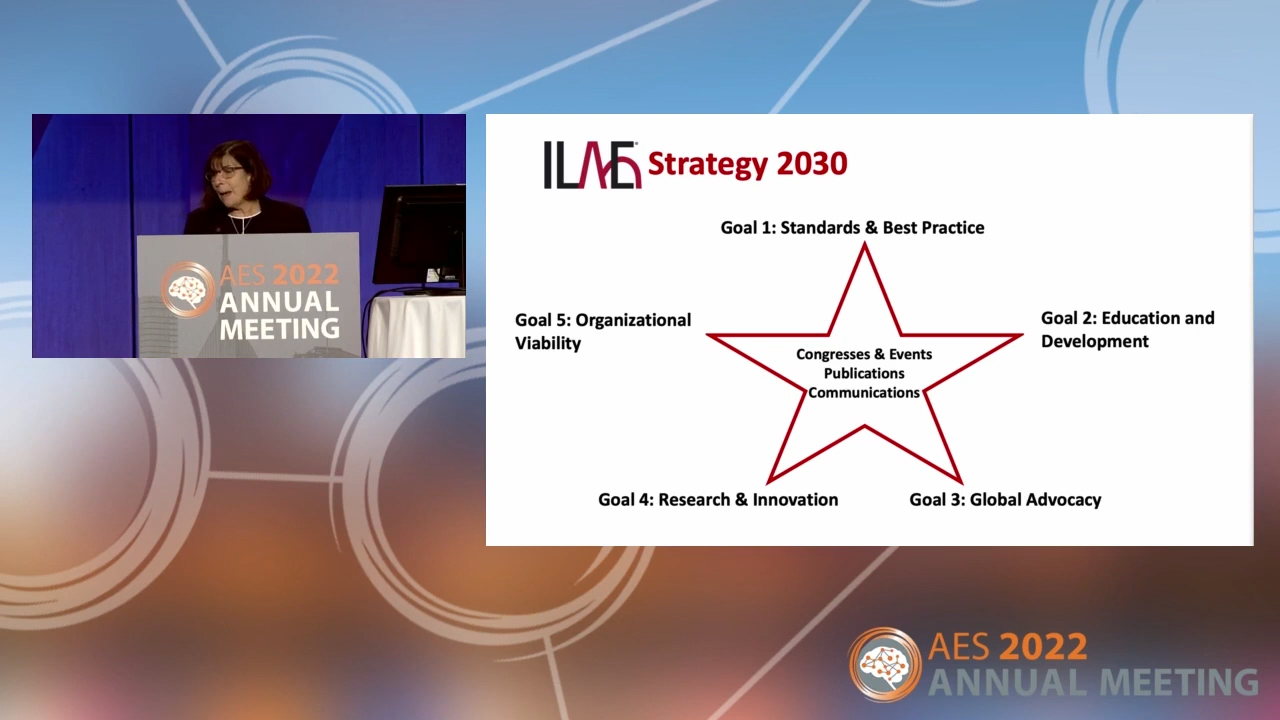 AES 2022
ANNUAL
MEETING
ILAE Strategy 2030
Goal 1: Standards & Best Practice
Goal 5: Organizational
Viability
Goal 2: Education and
Development
Congresses & Events
Publications
Communications
Goal 4: Research & Innovation
Goal 3: Global Advocacy
AES 2022
ANNUAL MEETING